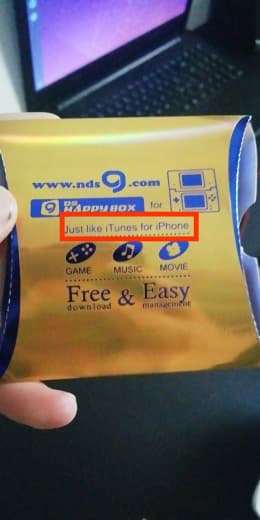 www.nds9.com
9 DS HAPPY BOX for
Just like iTunes for iPhone
GAME MUSIC MOVIE
Free & Easy
download management